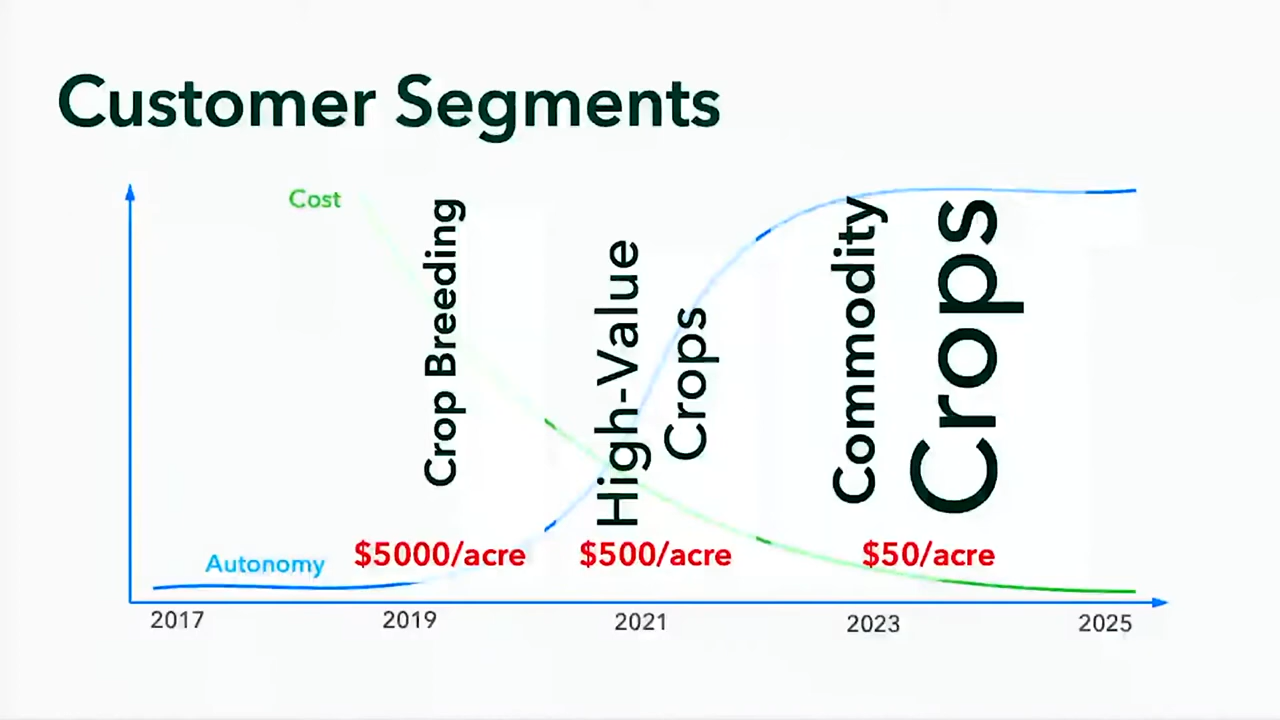 Customer Segments
Cost
Crop Breeding
High-Value
Crops
Commodity
Crops
Autonomy
$5000/acre
$500/acre
$50/acre
2017
2019
2021
2023
2025